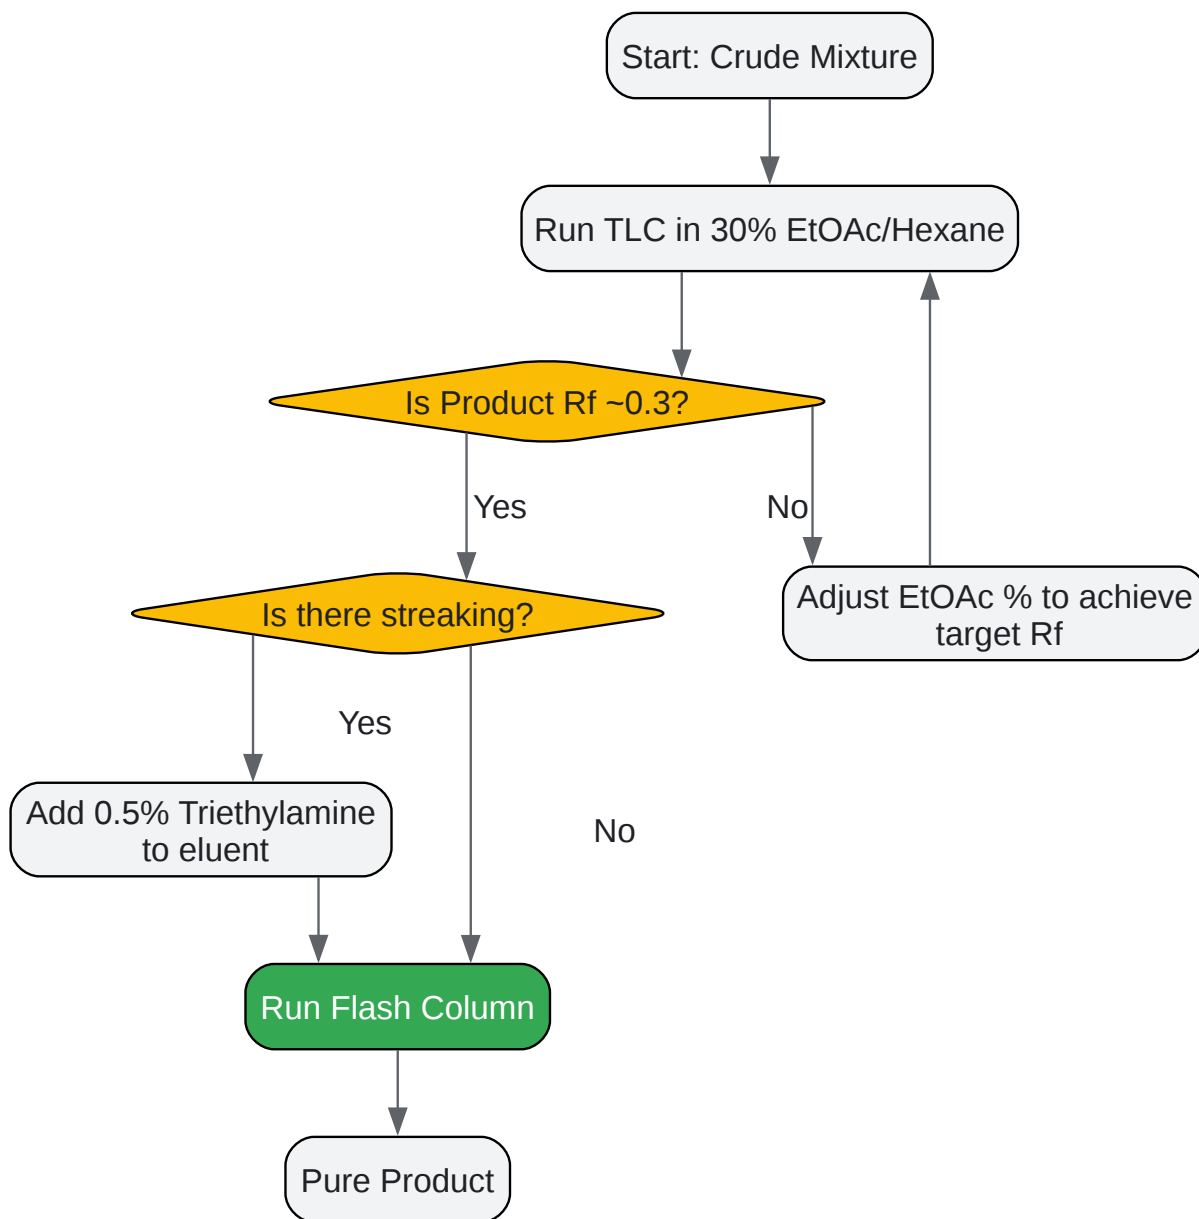 Start: Crude Mixture
Run TLC in 30% EtOAc/Hexane
Is Product Rf ~0.3?
Yes
No
Is there streaking?
Adjust EtOAc % to achieve
target Rf
Yes
Add 0.5% Triethylamine
to eluent
No
Run Flash Column
Pure Product